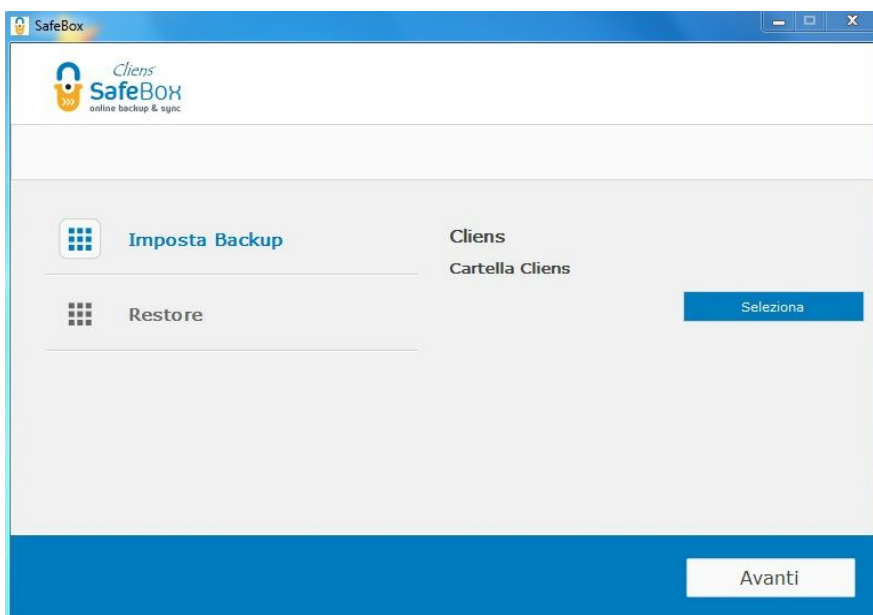 SafeBox
Cliens
SafeBox
online backup & sync
Imposta Backup
Restore
Cliens
Cartella Cliens
Seleziona
Avanti